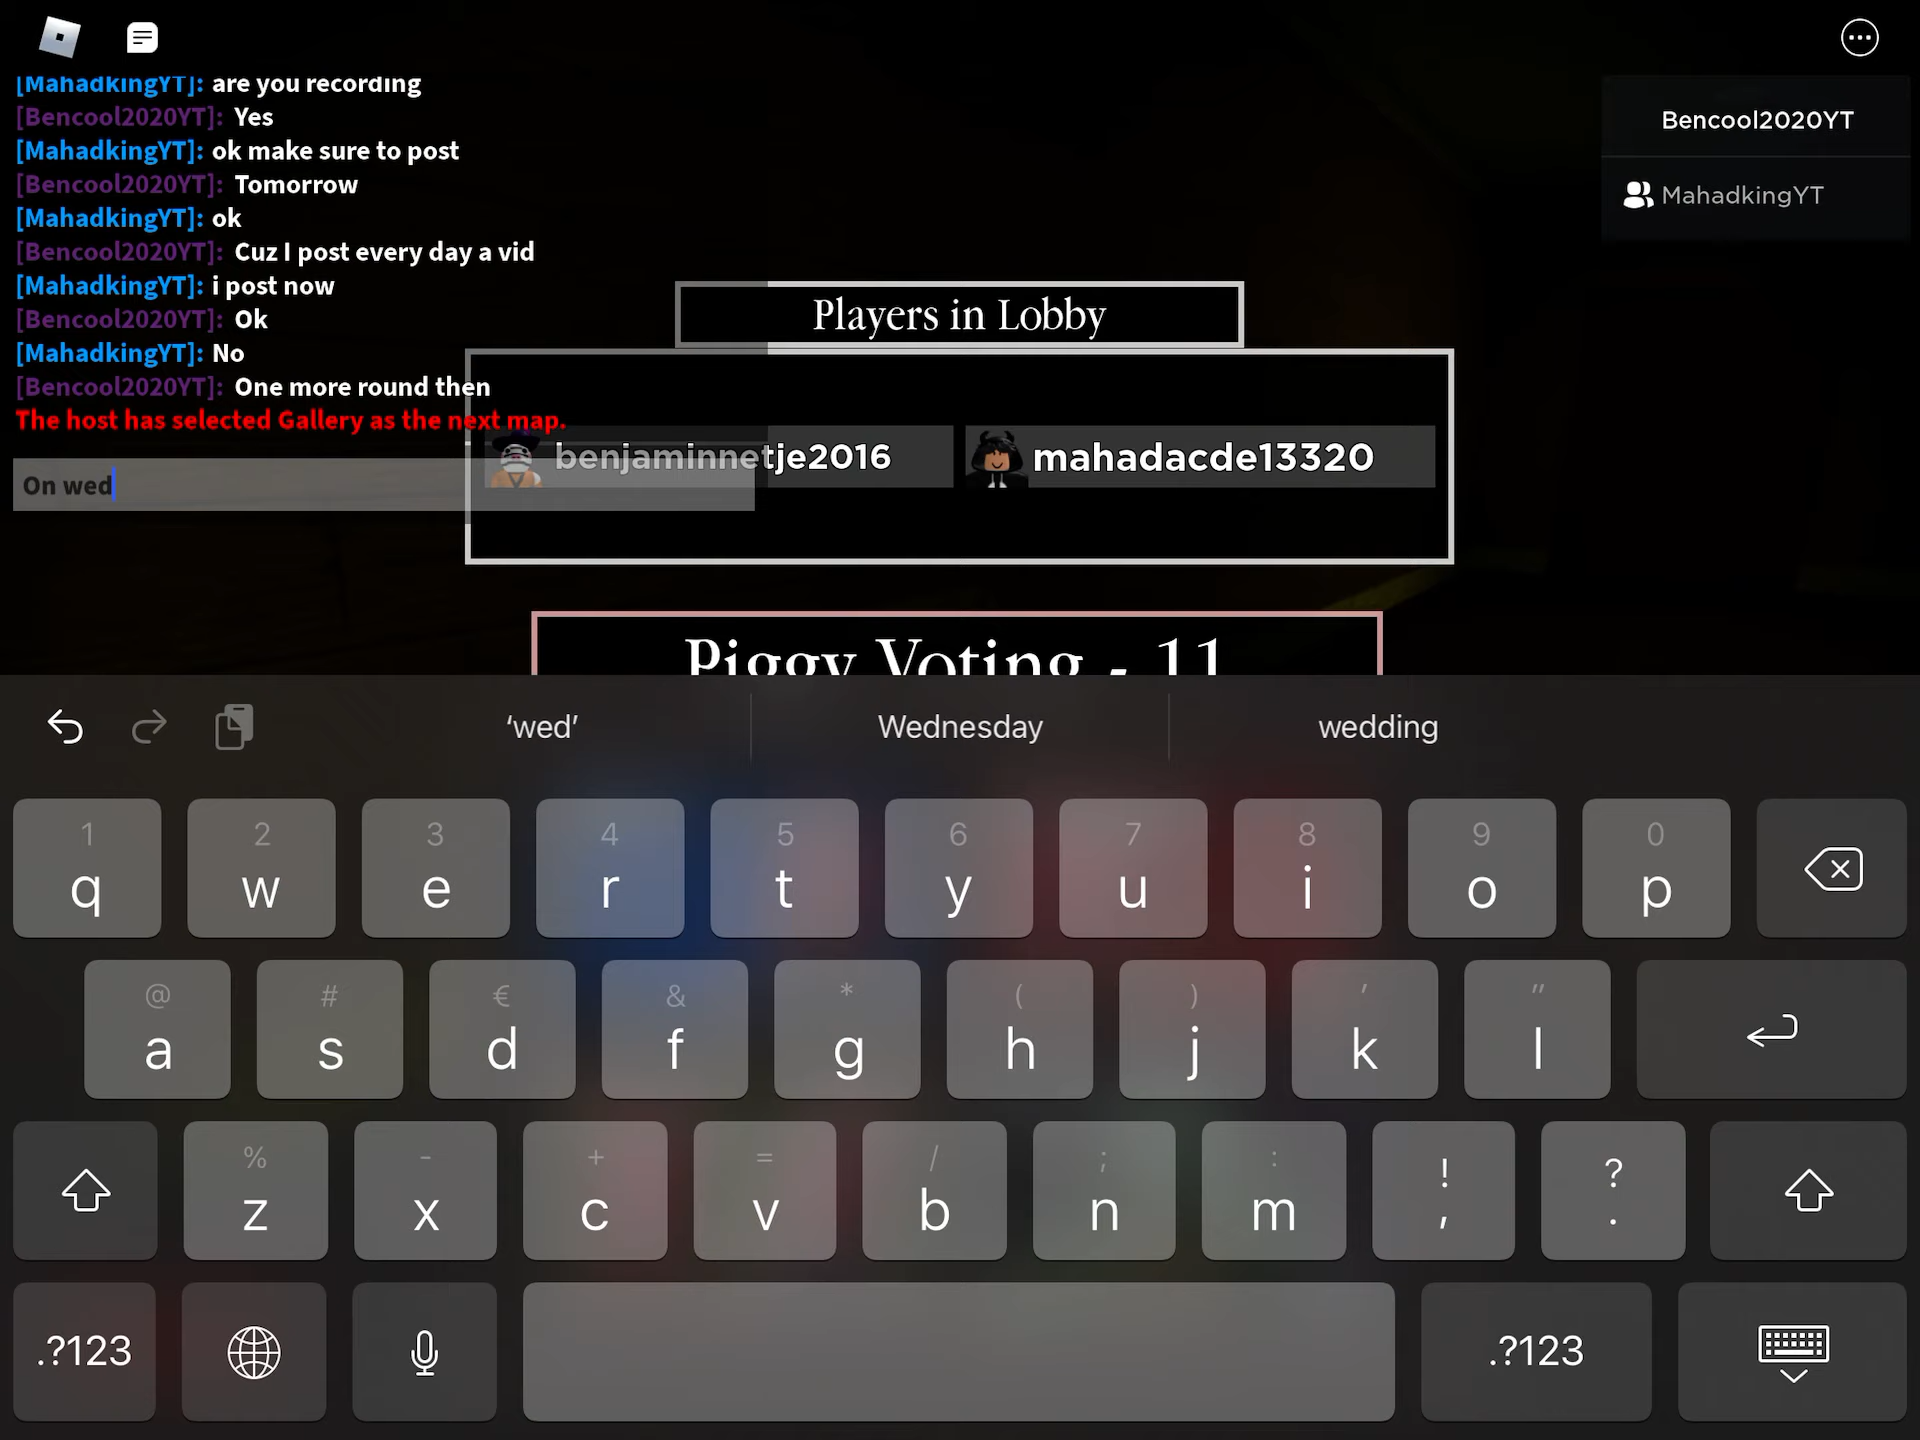 [MahadkingYT]: are you recording
[Bencool2020YT]: Yes
[MahadkingYT]: ok make sure to post
[Bencool2020YT]: Tomorrow
[MahadkingYT]: ok
[Bencool2020YT]: Cuz I post every day a vid
[MahadkingYT]: i post now
[Bencool2020YT]: Ok
[MahadkingYT]: No
[Bencool2020YT]: One more round then
The host has selected Gallery as the next map.
On wed
Bencool2020YT
MahadkingYT
Players in Lobby
benjaminnetje2016 mahadacde13320
Piggy Voting - 11
‘wed’ Wednesday wedding
1 2 3 4 5 6 7 8 9 0
q w e r t y u i o p
@ # € & * ( ) ' "
a s d f g h j k l
% - + = / ; : ! ?
z x c v b n m , .
.?123 .?123